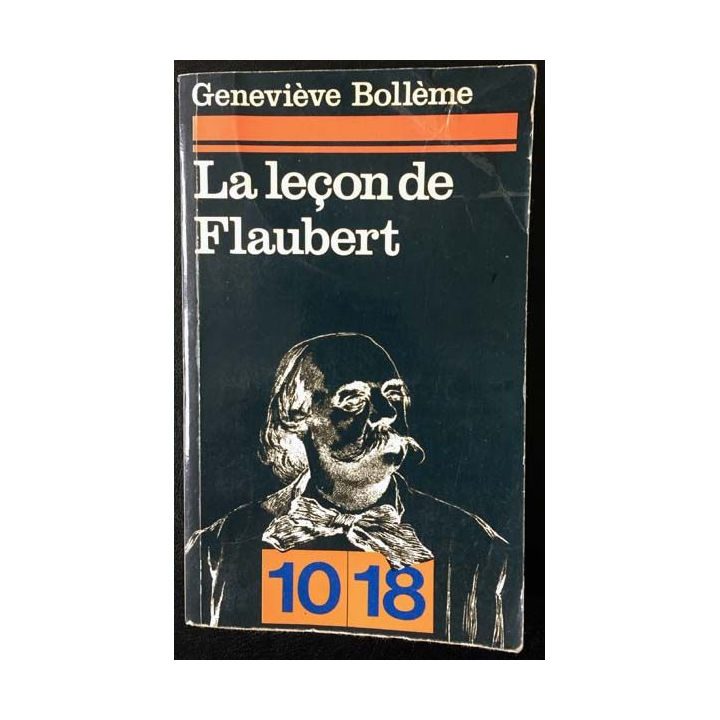 Geneviève Bollème
La leçon de
Flaubert
10 18